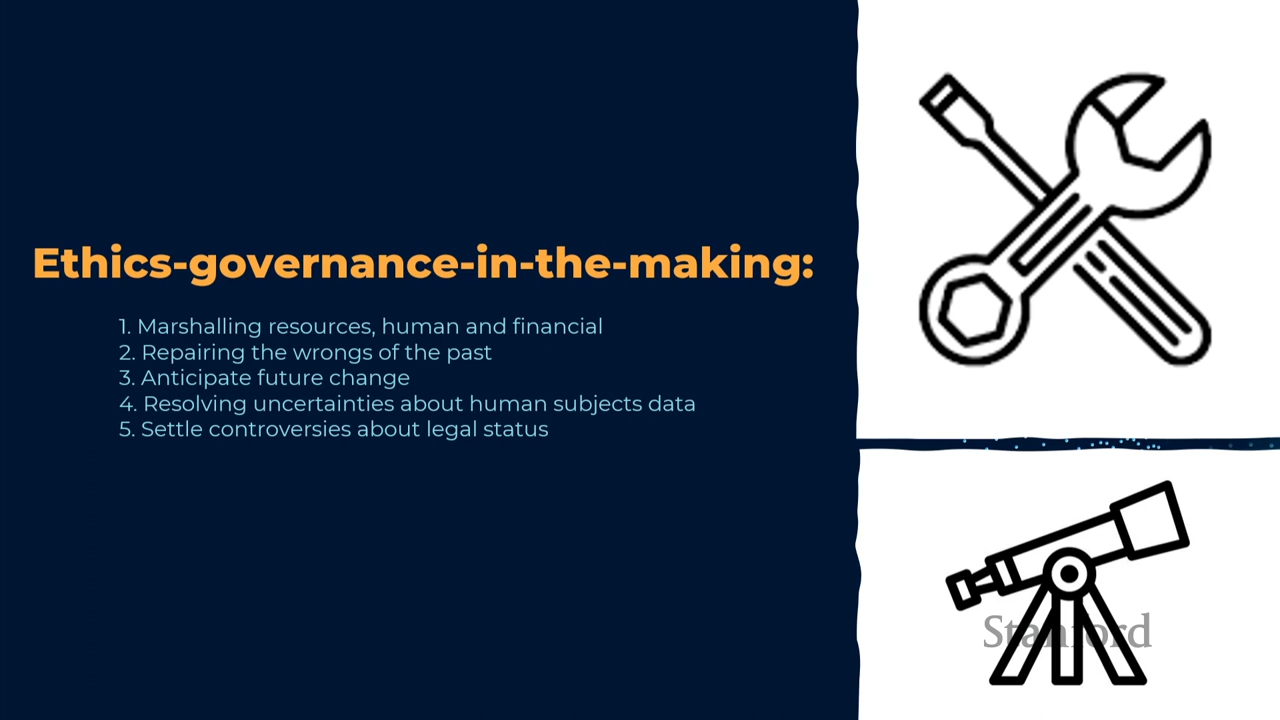 Ethics-governance-in-the-making:
1. Marshalling resources, human and financial
2. Repairing the wrongs of the past
3. Anticipate future change
4. Resolving uncertainties about human subjects data
5. Settle controversies about legal status
Stanford